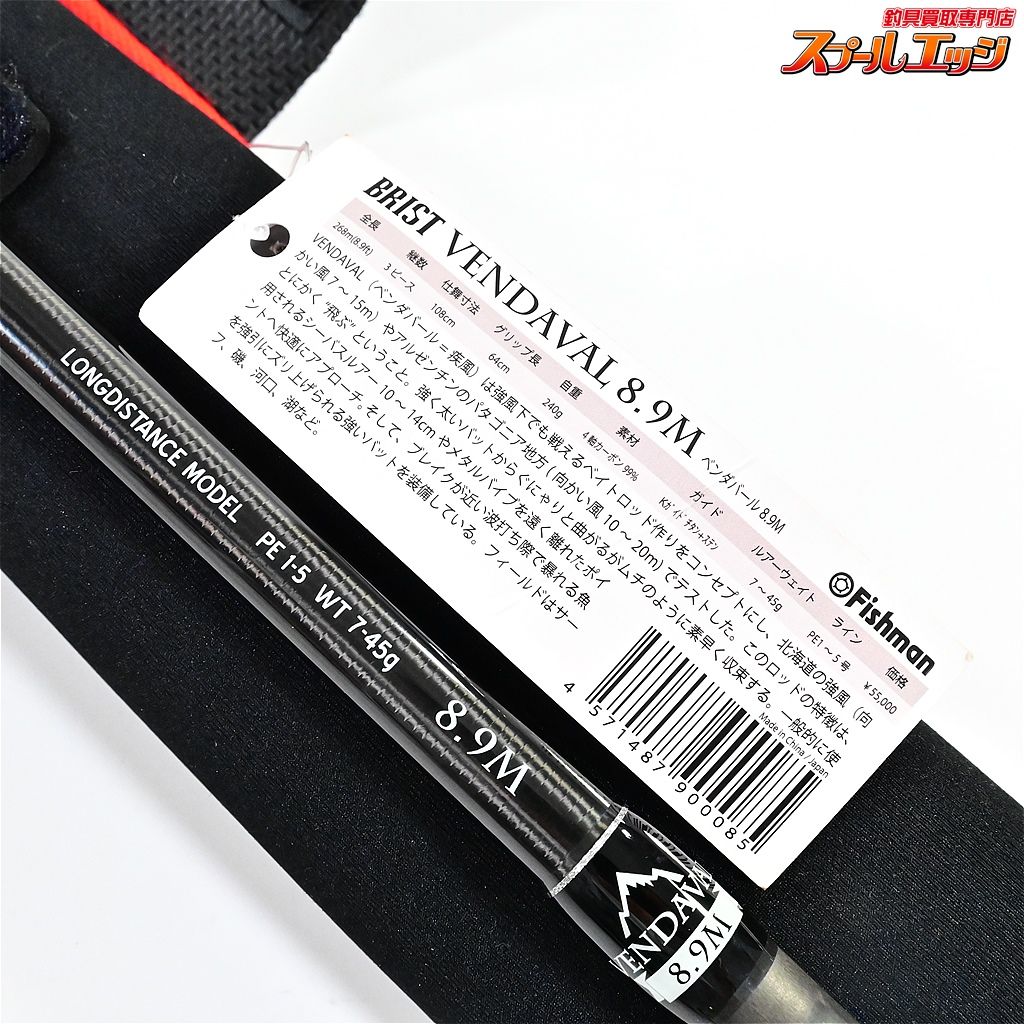 釣具買取専門店
スプールエッジ
BRIST VENDAVAL 8.9M ベンダバール 8.9M
Fishman
全長 継数 仕舞寸法 グリップ長 自重 素材 ガイド ルアーウェイト ライン 価格
268m(8.9ft) 3ピース 108cm 64cm 240g 4軸カーボン99% Kガイドチタンステン 7～45g PE1～5号 ¥55,000
VENDAVAL（ベンダバール＝疾風）は強風下でも戦えるベイトロッド作りをコンセプトにし、北海道の強風（向
かい風7～15m）やアルゼンチンのパタゴニア地方（向かい風10～20m）でテストした。このロッドの特徴は、
とにかく“飛ぶ”ということ。強く太いバットからぐにゃりと曲がるがムチのように素早く収束する。一般的に使
用されるシーバスルアー10～14cmやメタルバイブを遠く離れたポイ
ントへ快適にアプローチ。そして、ブレイクが近い波打ち際で暴れる魚
を強引にズリ上げられる強いバットを装備している。フィールドはサー
フ、磯、河口、湖など。
Made in China / Japan
4 571487 900085
LONGDISTANCE MODEL PE 1-5 WT 7-45g 8.9M
VENDAVA
8.9M